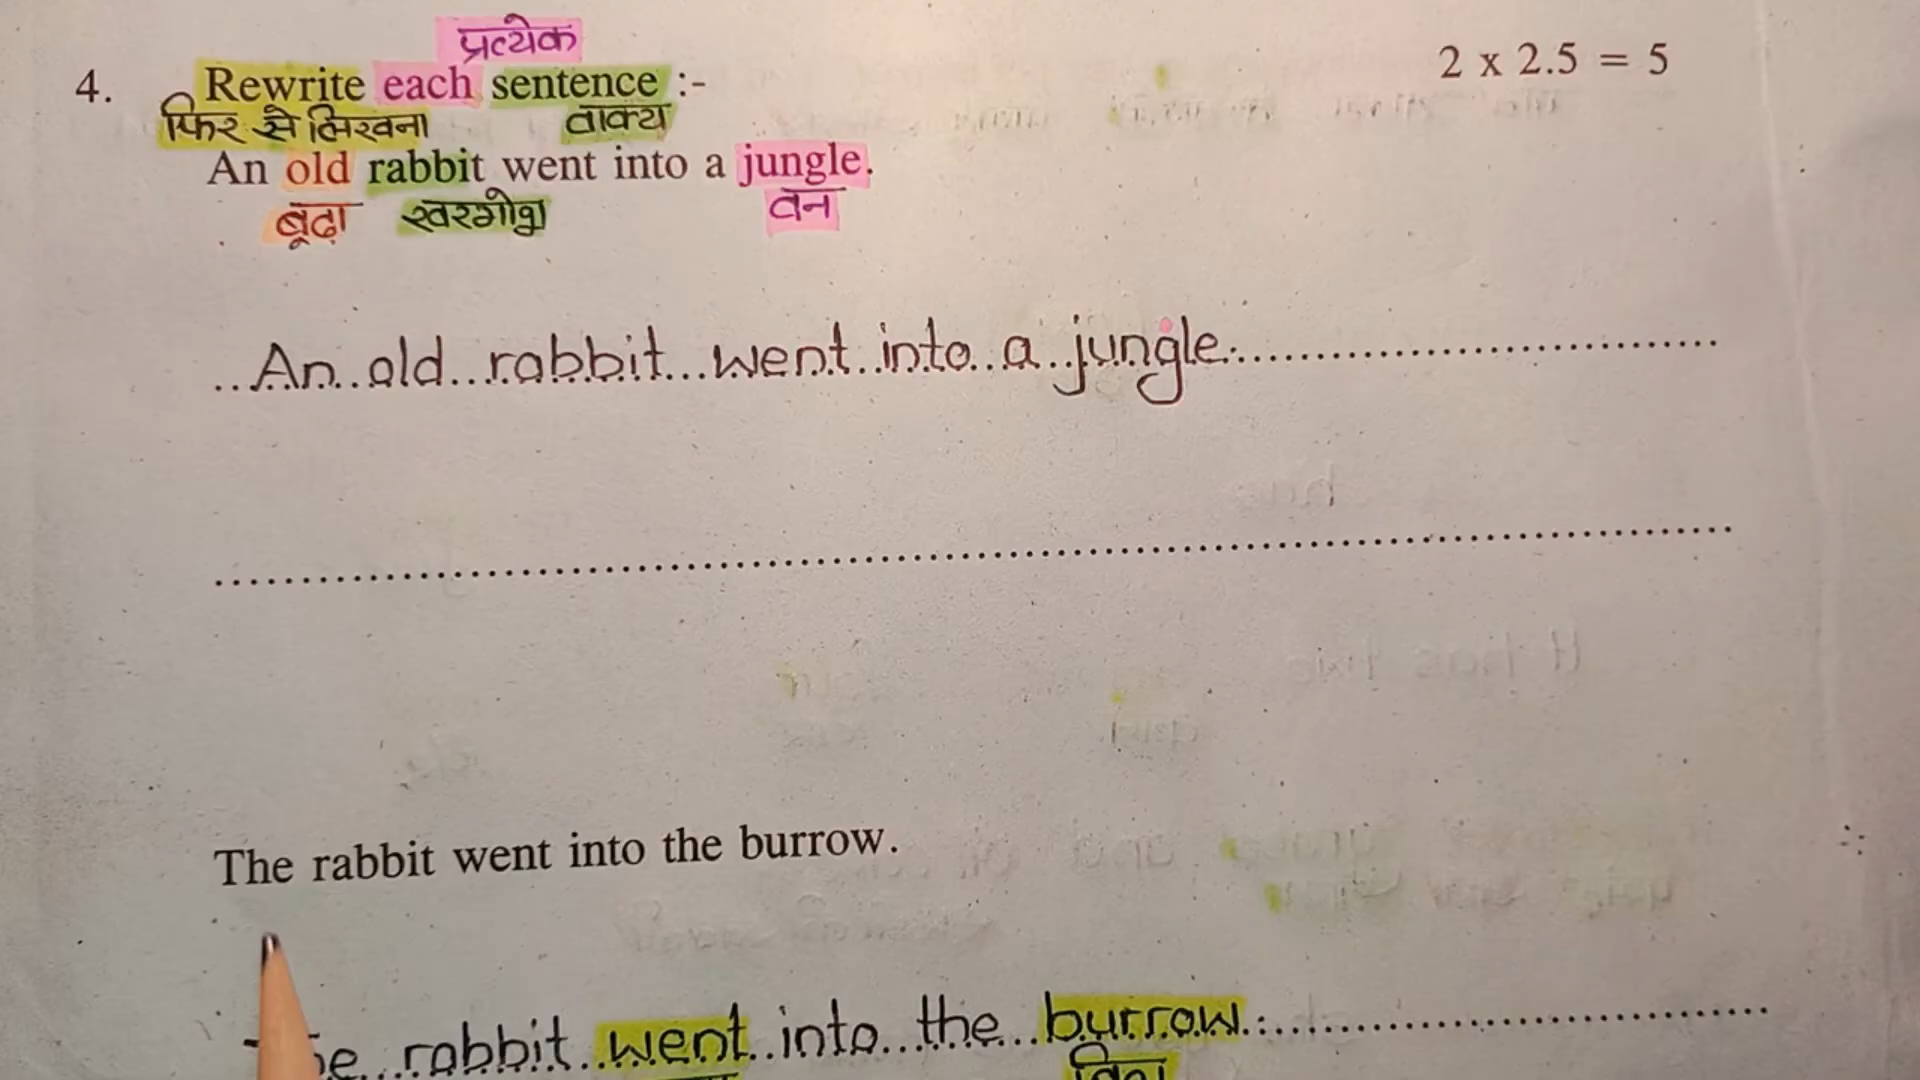 प्रत्येक
4. Rewrite each sentence :- 2 x 2.5 = 5
फिर से लिखना वाक्य
An old rabbit went into a jungle.
बूढ़ा खरगोश वन
An old rabbit went into a jungle.
The rabbit went into the burrow.
rabbit went into the burrow.